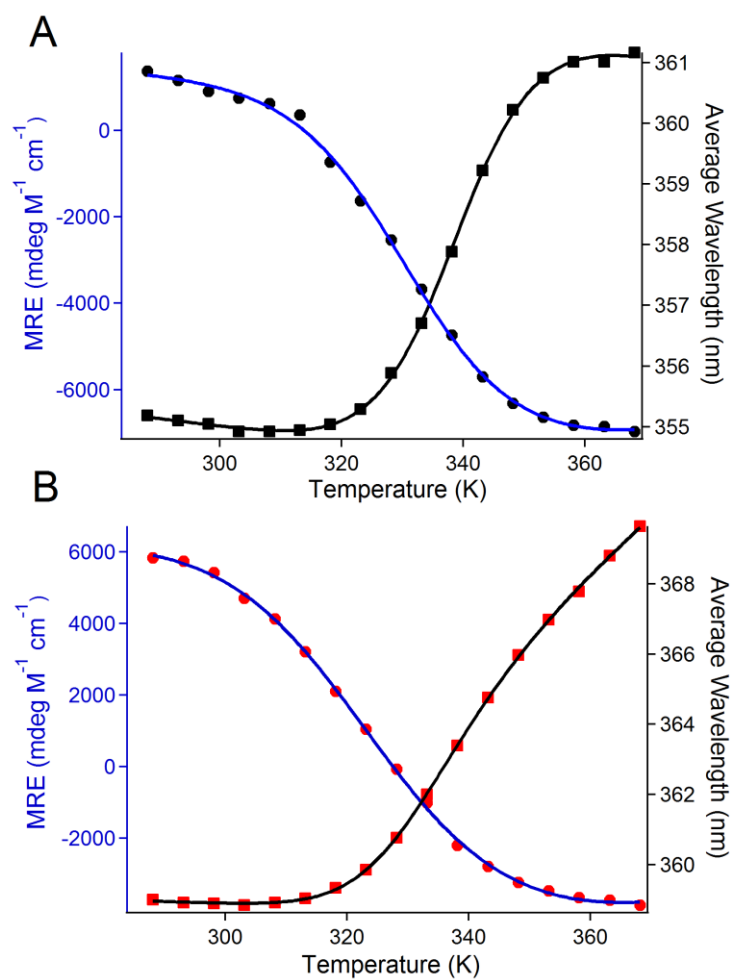 A
MRE (mdeg M⁻¹ cm⁻¹)
0
-2000
-4000
-6000
361
360
359
358
357
356
355
Average Wavelength (nm)
300 320 340 360
Temperature (K)
B
MRE (mdeg M⁻¹ cm⁻¹)
6000
4000
2000
0
-2000
368
366
364
362
360
Average Wavelength (nm)
300 320 340 360
Temperature (K)